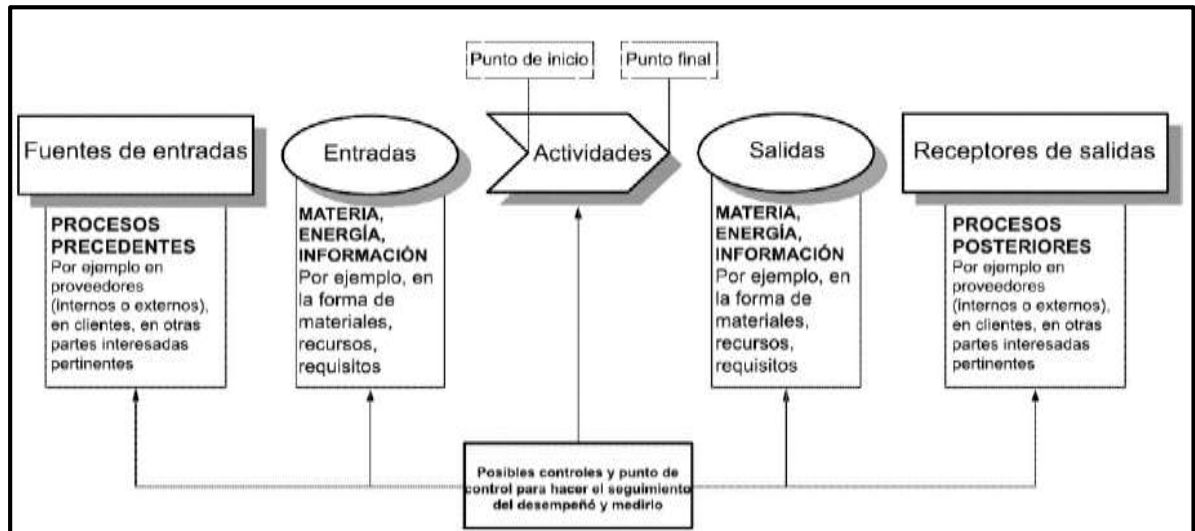 Punto de inicio
Punto final
Fuentes de entradas
Entradas
Actividades
Salidas
Receptores de salidas
PROCESOS
PRECEDENTES
Por ejemplo en
proveedores
(internos o externos),
en clientes, en otras
partes interesadas
pertinentes
MATERIA,
ENERGÍA,
INFORMACIÓN
Por ejemplo, en
la forma de
materiales,
recursos,
requisitos
MATERIA,
ENERGÍA,
INFORMACIÓN
Por ejemplo, en
la forma de
materiales,
recursos,
requisitos
PROCESOS
POSTERIORES
Por ejemplo en
proveedores
(internos o externos),
en clientes, en otras
partes interesadas
pertinentes
Posibles controles y punto de
control para hacer el seguimiento
del desempeñó y medirlo